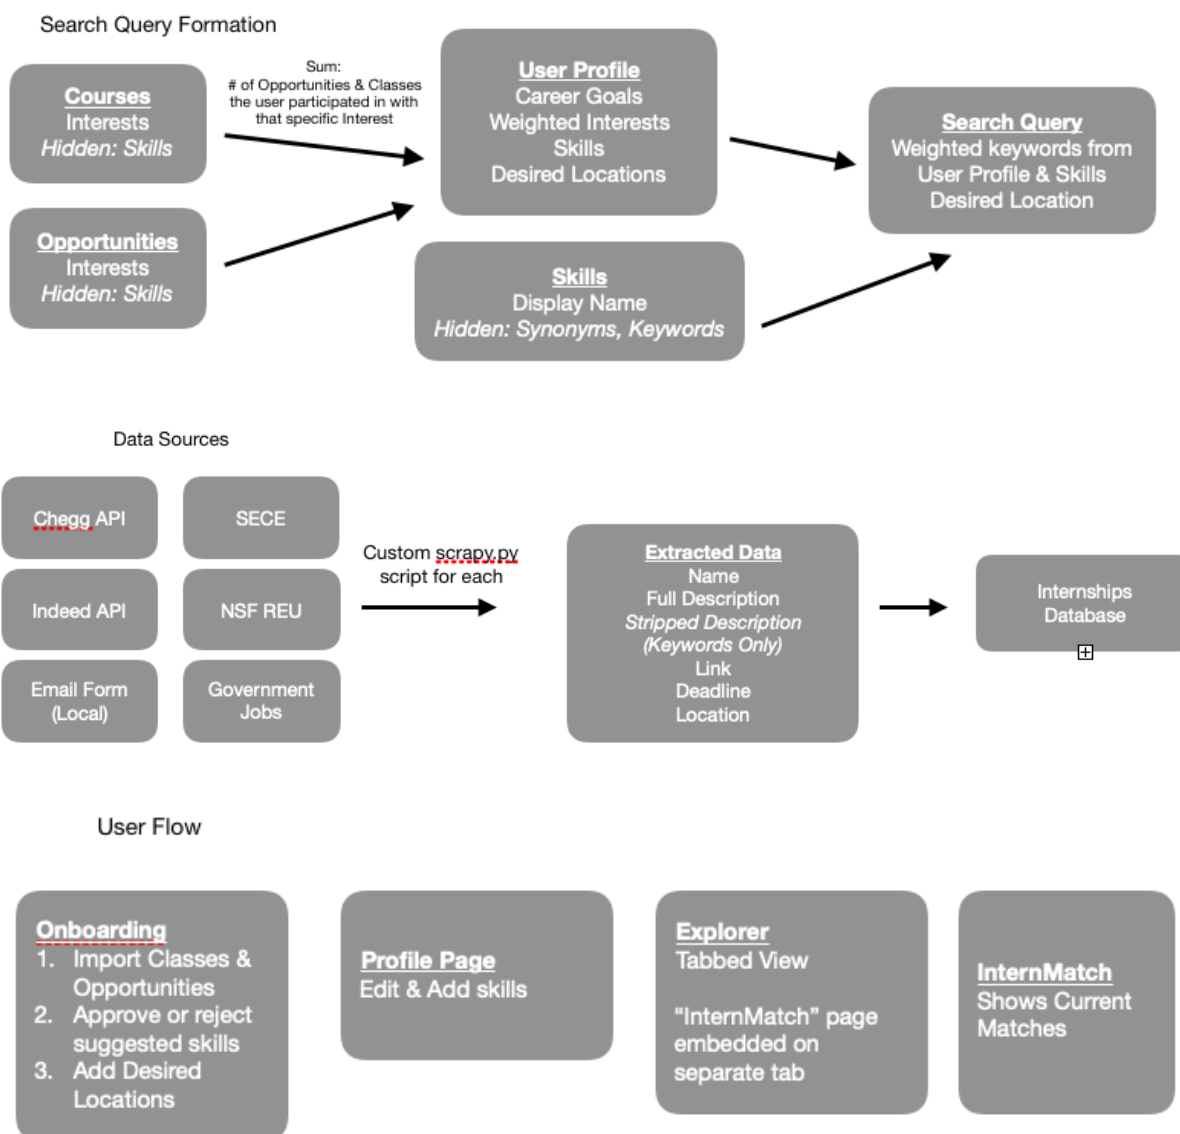 Search Query Formation
Courses
Interests
Hidden: Skills
Sum:
# of Opportunities & Classes
the user participated in with
that specific Interest
User Profile
Career Goals
Weighted Interests
Skills
Desired Locations
Search Query
Weighted keywords from
User Profile & Skills
Desired Location
Opportunities
Interests
Hidden: Skills
Skills
Display Name
Hidden: Synonyms, Keywords
Data Sources
Chegg API
SECE
Indeed API
NSF REU
Email Form
(Local)
Government
Jobs
Custom scrapy.py
script for each
Extracted Data
Name
Full Description
Stripped Description
(Keywords Only)
Link
Deadline
Location
Internships
Database
User Flow
Onboarding
1. Import Classes &
Opportunities
2. Approve or reject
suggested skills
3. Add Desired
Locations
Profile Page
Edit & Add skills
Explorer
Tabbed View
“InternMatch” page
embedded on
separate tab
InternMatch
Shows Current
Matches